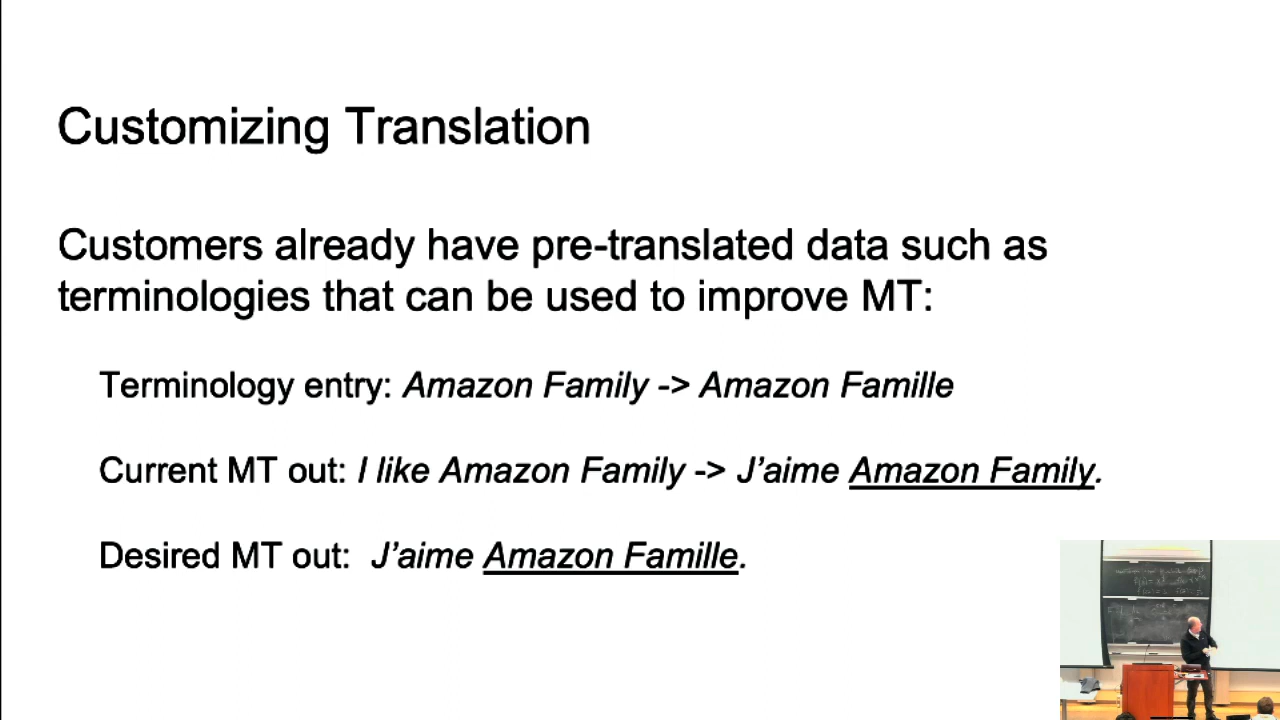 Customizing Translation
Customers already have pre-translated data such as
terminologies that can be used to improve MT:
Terminology entry: Amazon Family -> Amazon Famille
Current MT out: I like Amazon Family -> J’aime Amazon Family.
Desired MT out: J’aime Amazon Famille.